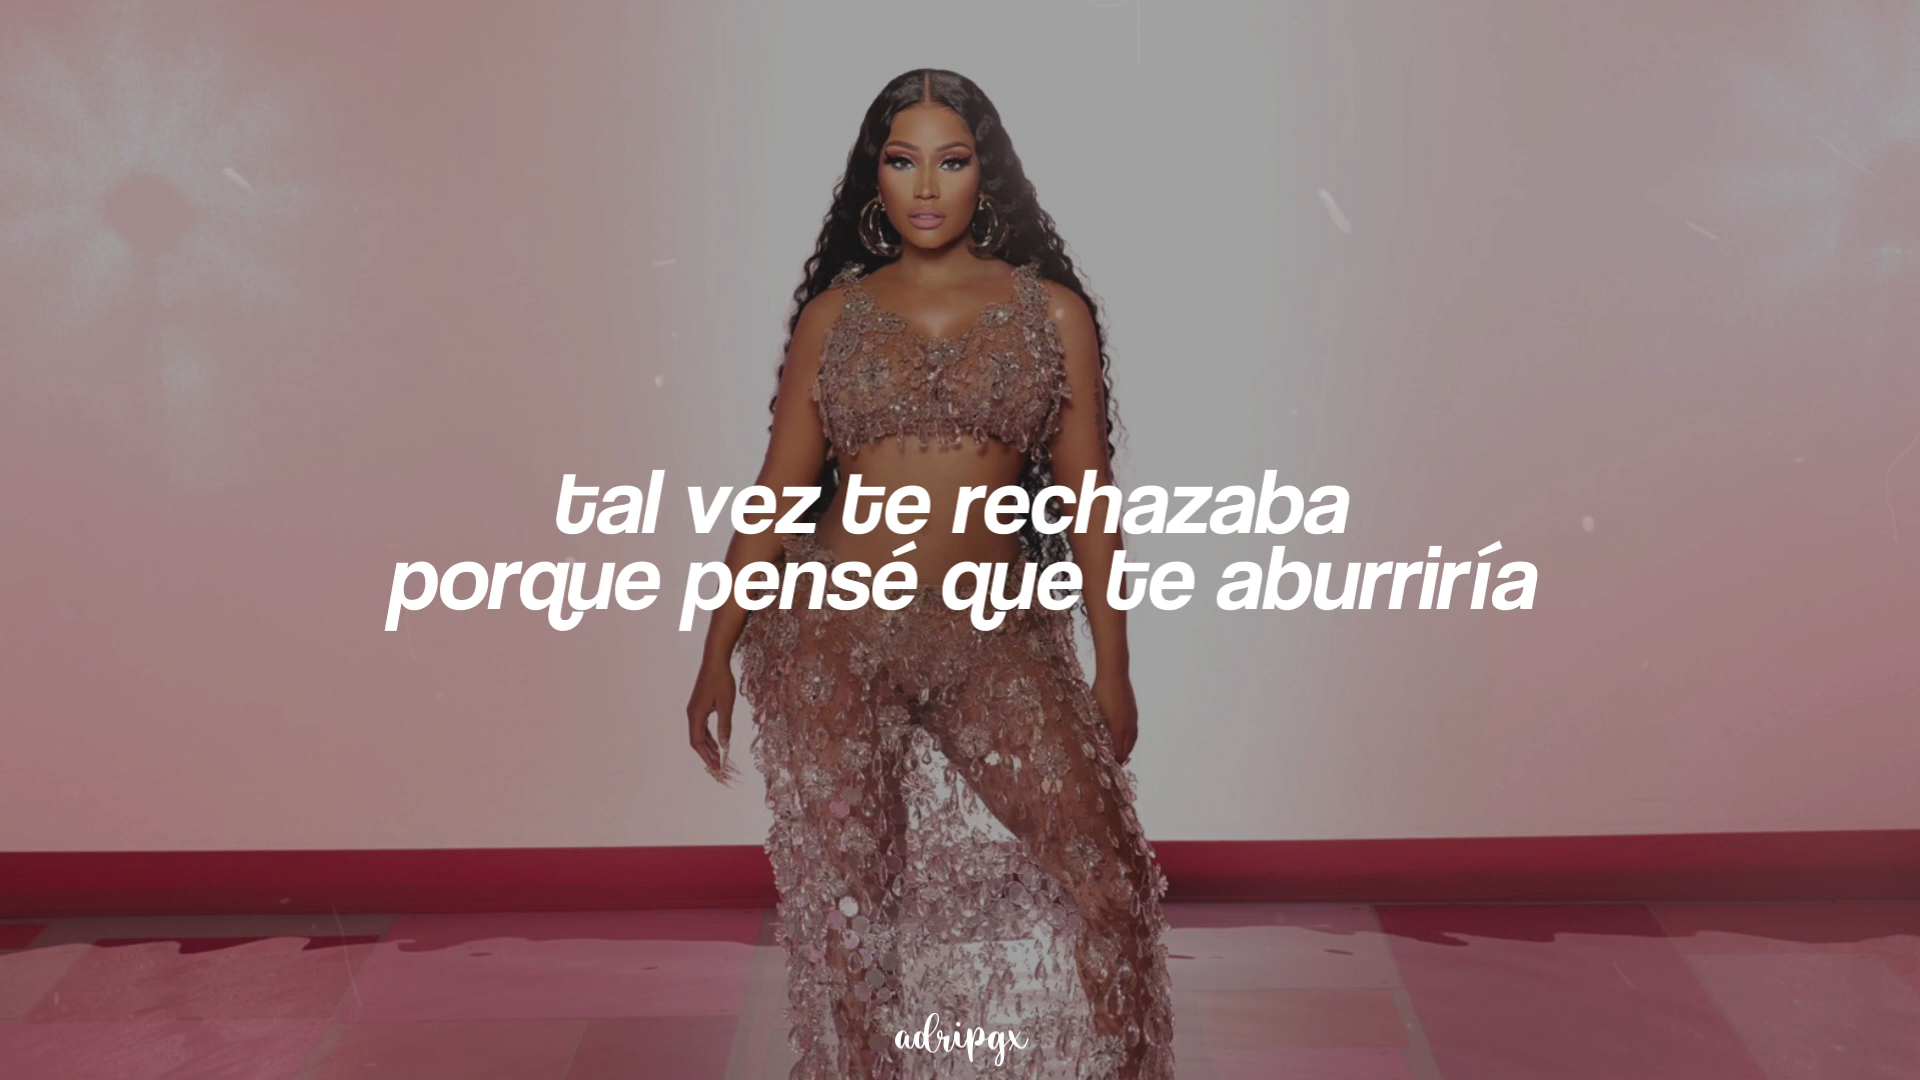 tal vez te rechazaba
porque pensé que te aburriría
adripgx